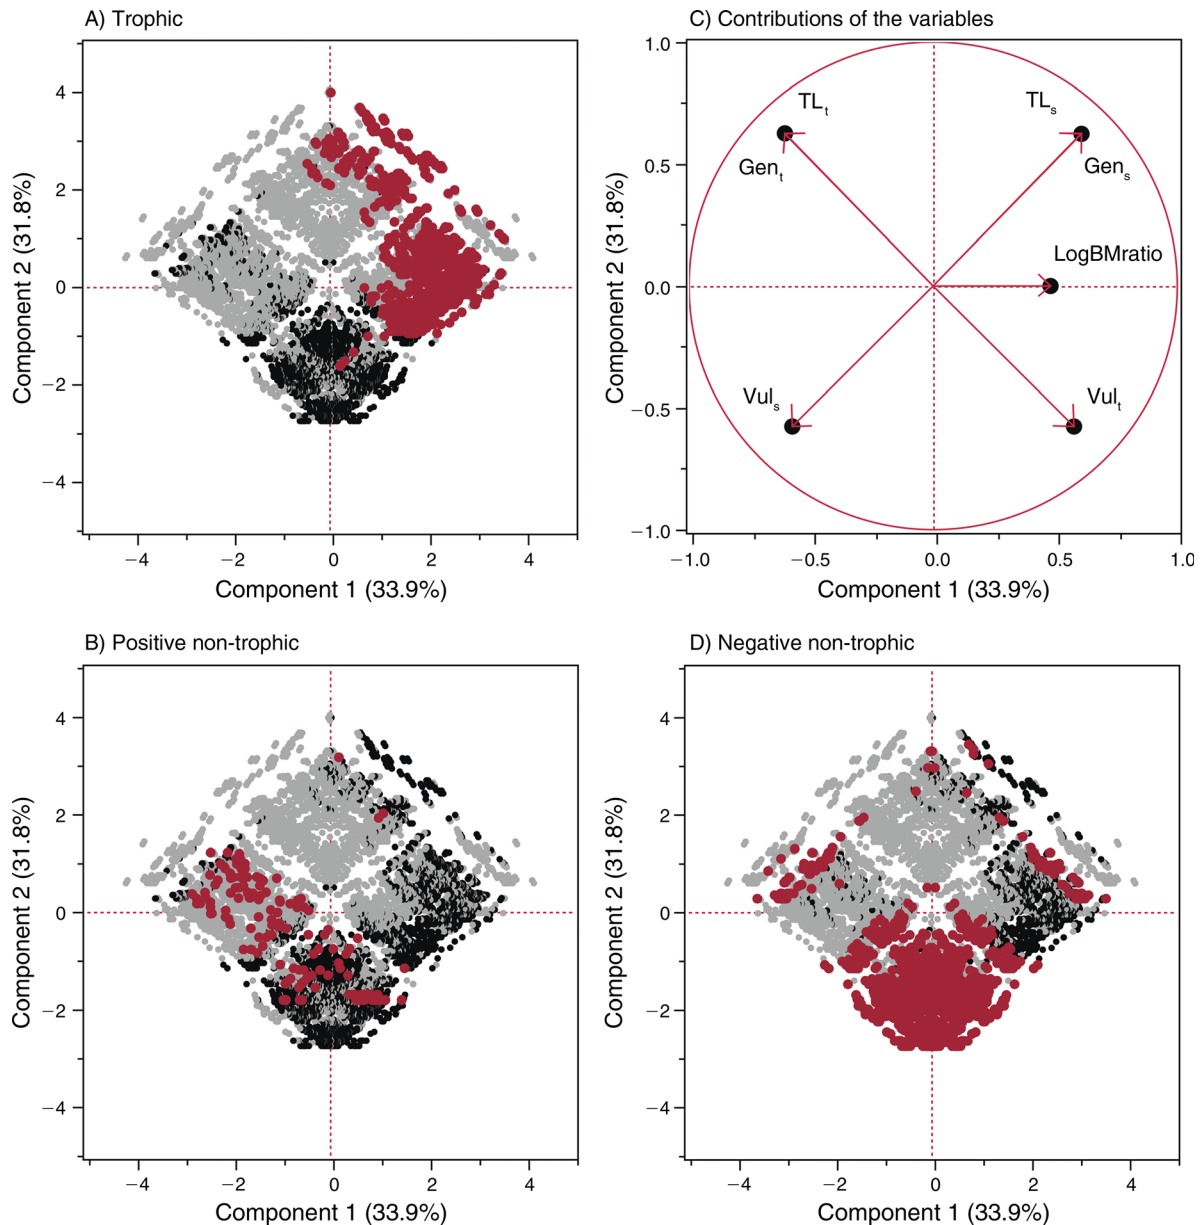 A) Trophic
4
2
0
−2
−4
Component 2 (31.8%)
−4
−2
0
2
4
Component 1 (33.9%)
C) Contributions of the variables
1.0
0.5
0.0
−0.5
−1.0
Component 2 (31.8%)
TLt
TLs
Gent
Gens
LogBMratio
Vuls
Vult
−1.0
−0.5
0.0
0.5
1.0
Component 1 (33.9%)
B) Positive non-trophic
4
2
0
−2
−4
Component 2 (31.8%)
−4
−2
0
2
4
Component 1 (33.9%)
D) Negative non-trophic
4
2
0
−2
−4
Component 2 (31.8%)
−4
−2
0
2
4
Component 1 (33.9%)